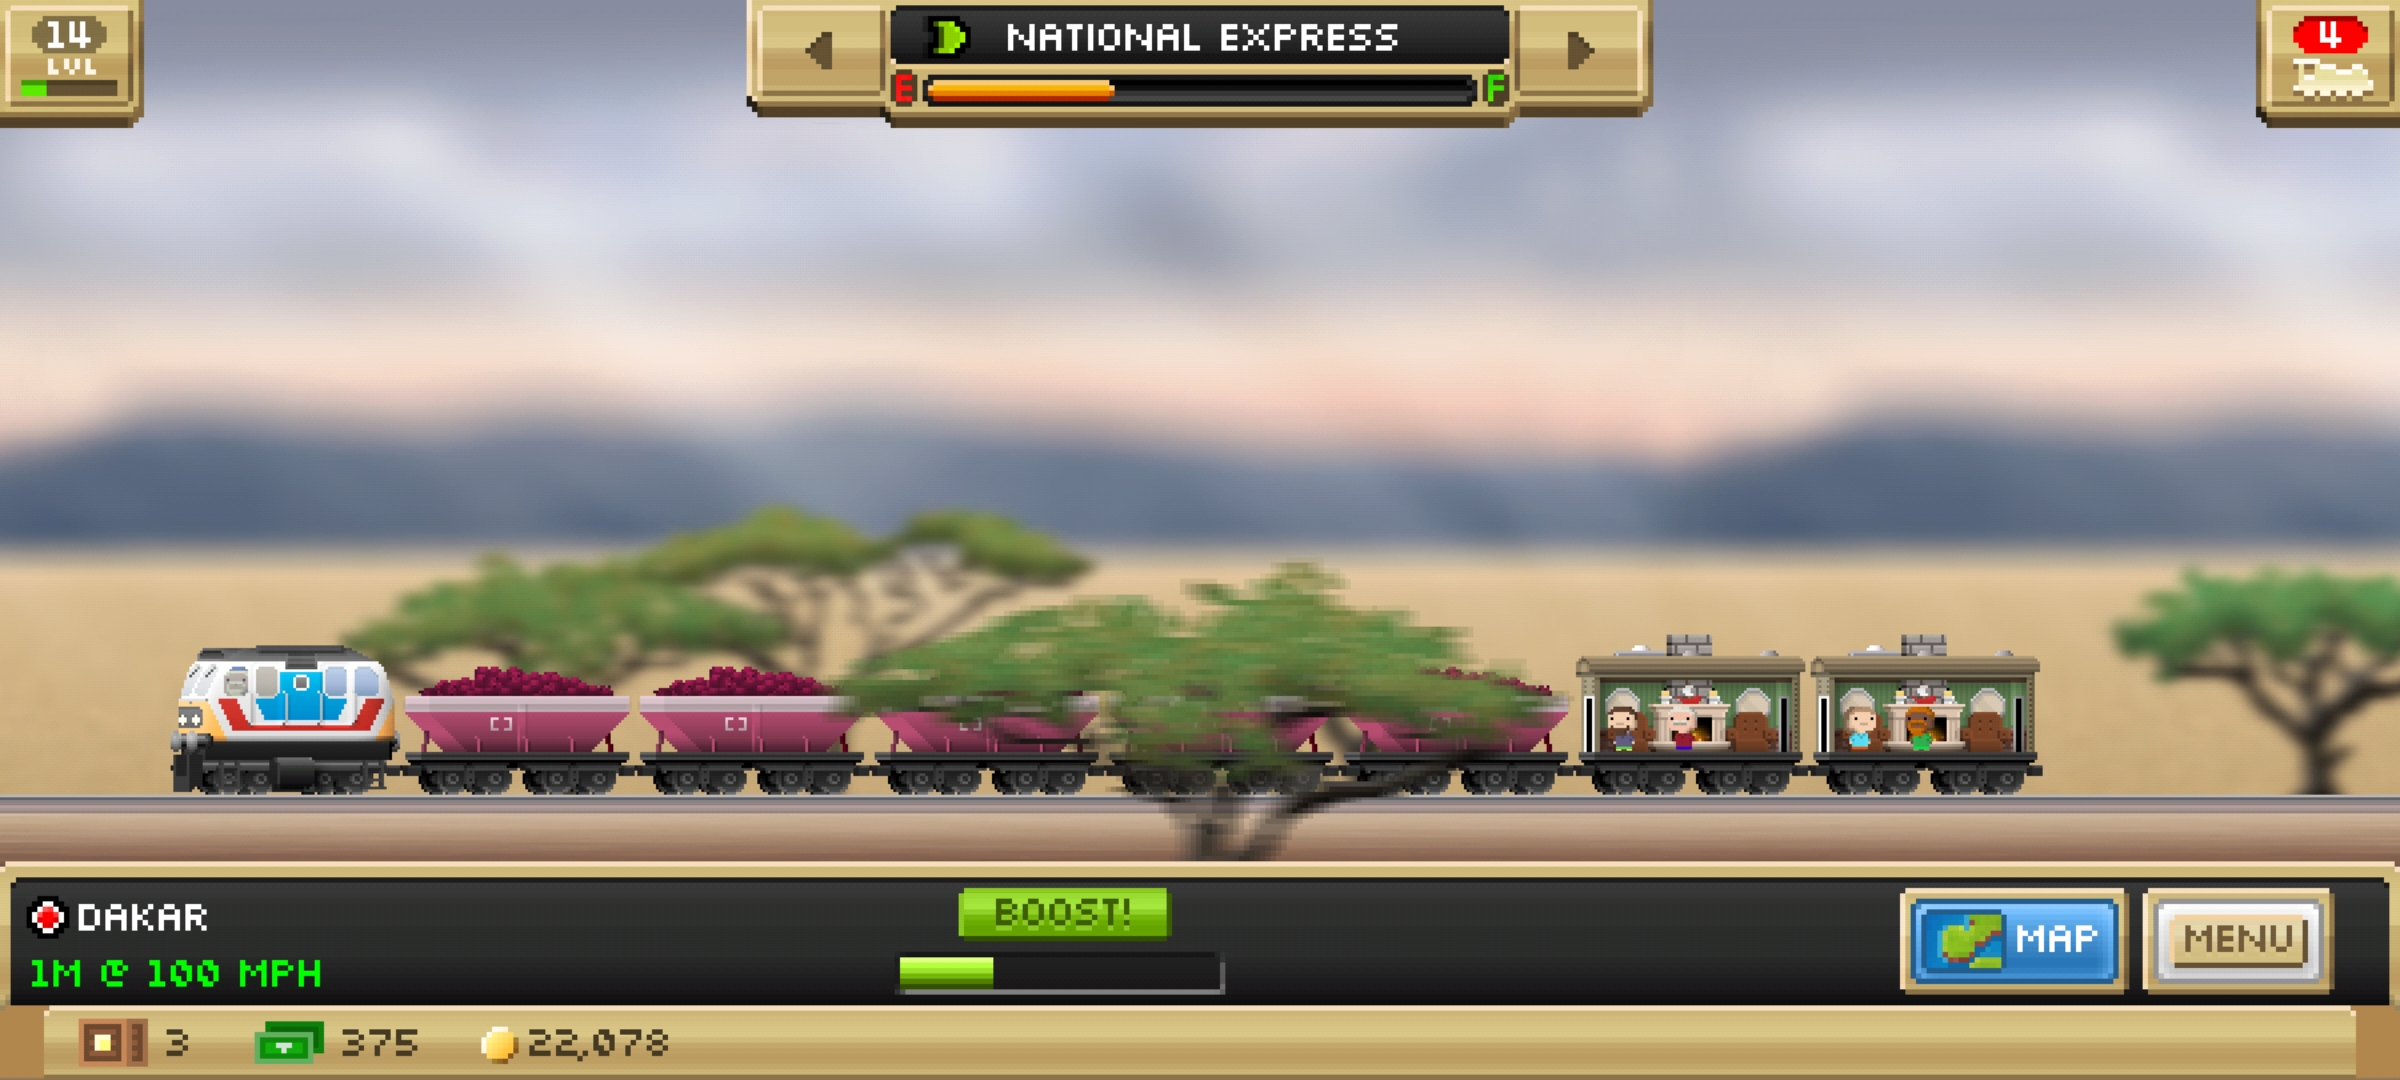 14
LVL
NATIONAL EXPRESS
E F
4
DAKAR
1M @ 100 MPH
BOOST!
MAP
MENU
3 375 22,078